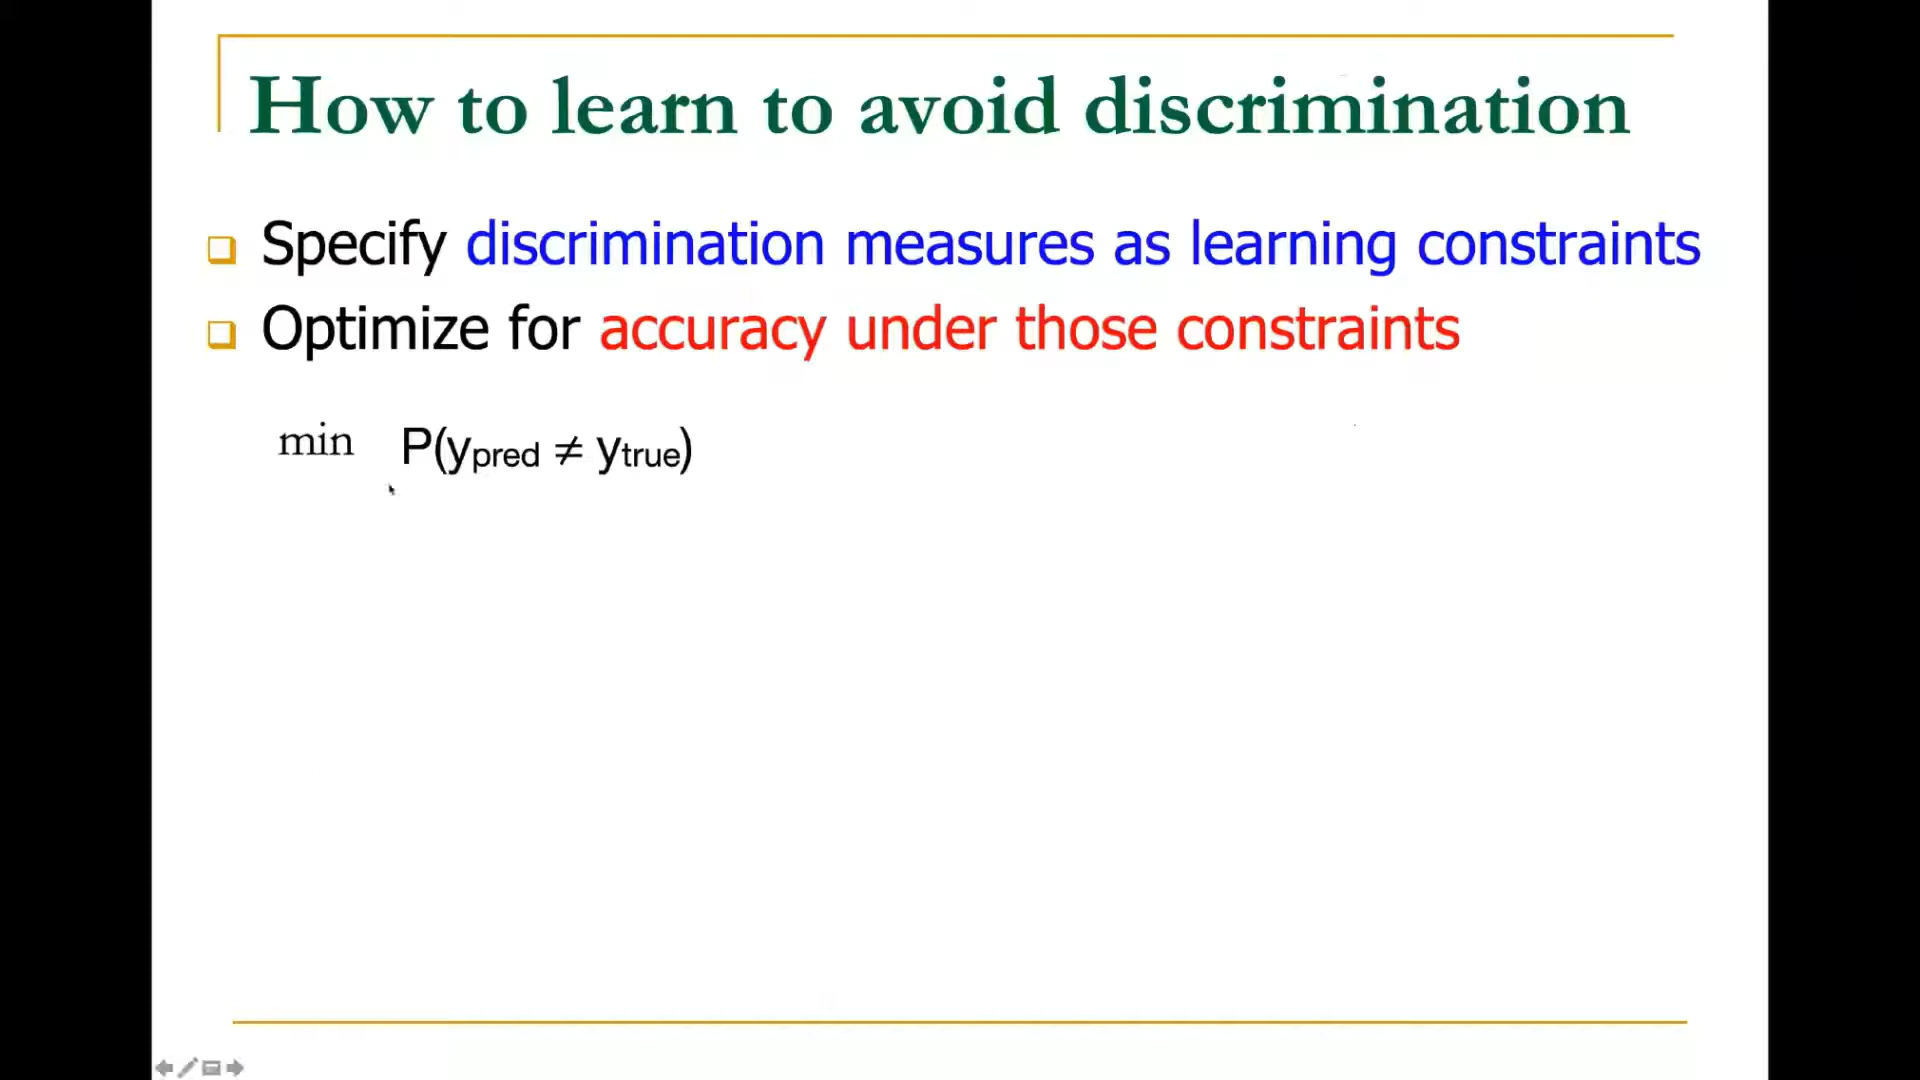 How to learn to avoid discrimination
Specify discrimination measures as learning constraints
Optimize for accuracy under those constraints
min P(ypred ≠ ytrue)